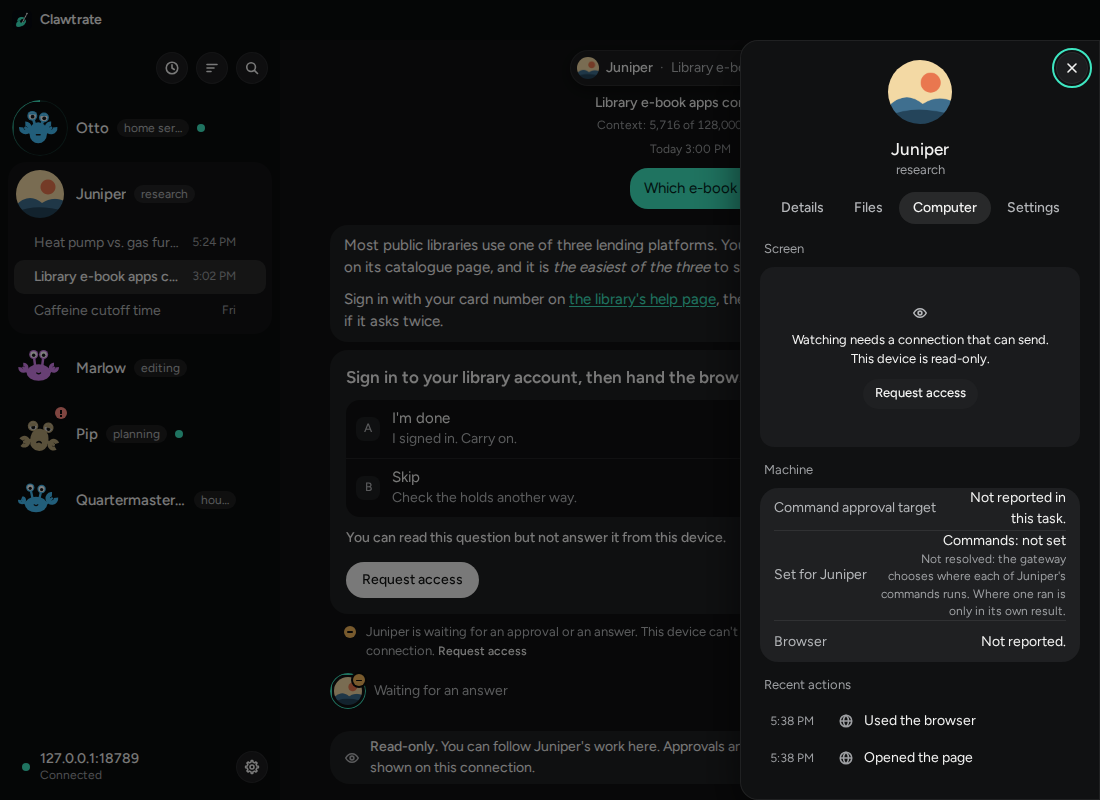 Clawtrate
Otto
home ser...
Juniper
research
Heat pump vs. gas fur...
5:24 PM
Library e-book apps c...
3:02 PM
Caffeine cutoff time
Fri
Marlow
editing
Pip
planning
Quartermaster...
hou...
127.0.0.1:18789
Connected
Juniper · Library e-b
Library e-book apps co
Context: 5,716 of 128,000
Today 3:00 PM
Which e-book
Most public libraries use one of three lending platforms. You
on its catalogue page, and it is the easiest of the three to s
Sign in with your card number on the library's help page, the
if it asks twice.
Sign in to your library account, then hand the brow
A
I'm done
I signed in. Carry on.
B
Skip
Check the holds another way.
You can read this question but not answer it from this device.
Request access
Juniper is waiting for an approval or an answer. This device can't
connection. Request access
Waiting for an answer
Read-only. You can follow Juniper's work here. Approvals ar
shown on this connection.
Juniper
research
Details
Files
Computer
Settings
Screen
Watching needs a connection that can send.
This device is read-only.
Request access
Machine
Command approval target
Not reported in
this task.
Set for Juniper
Commands: not set
Not resolved: the gateway
chooses where each of Juniper's
commands runs. Where one ran is
only in its own result.
Browser
Not reported.
Recent actions
5:38 PM
Used the browser
5:38 PM
Opened the page